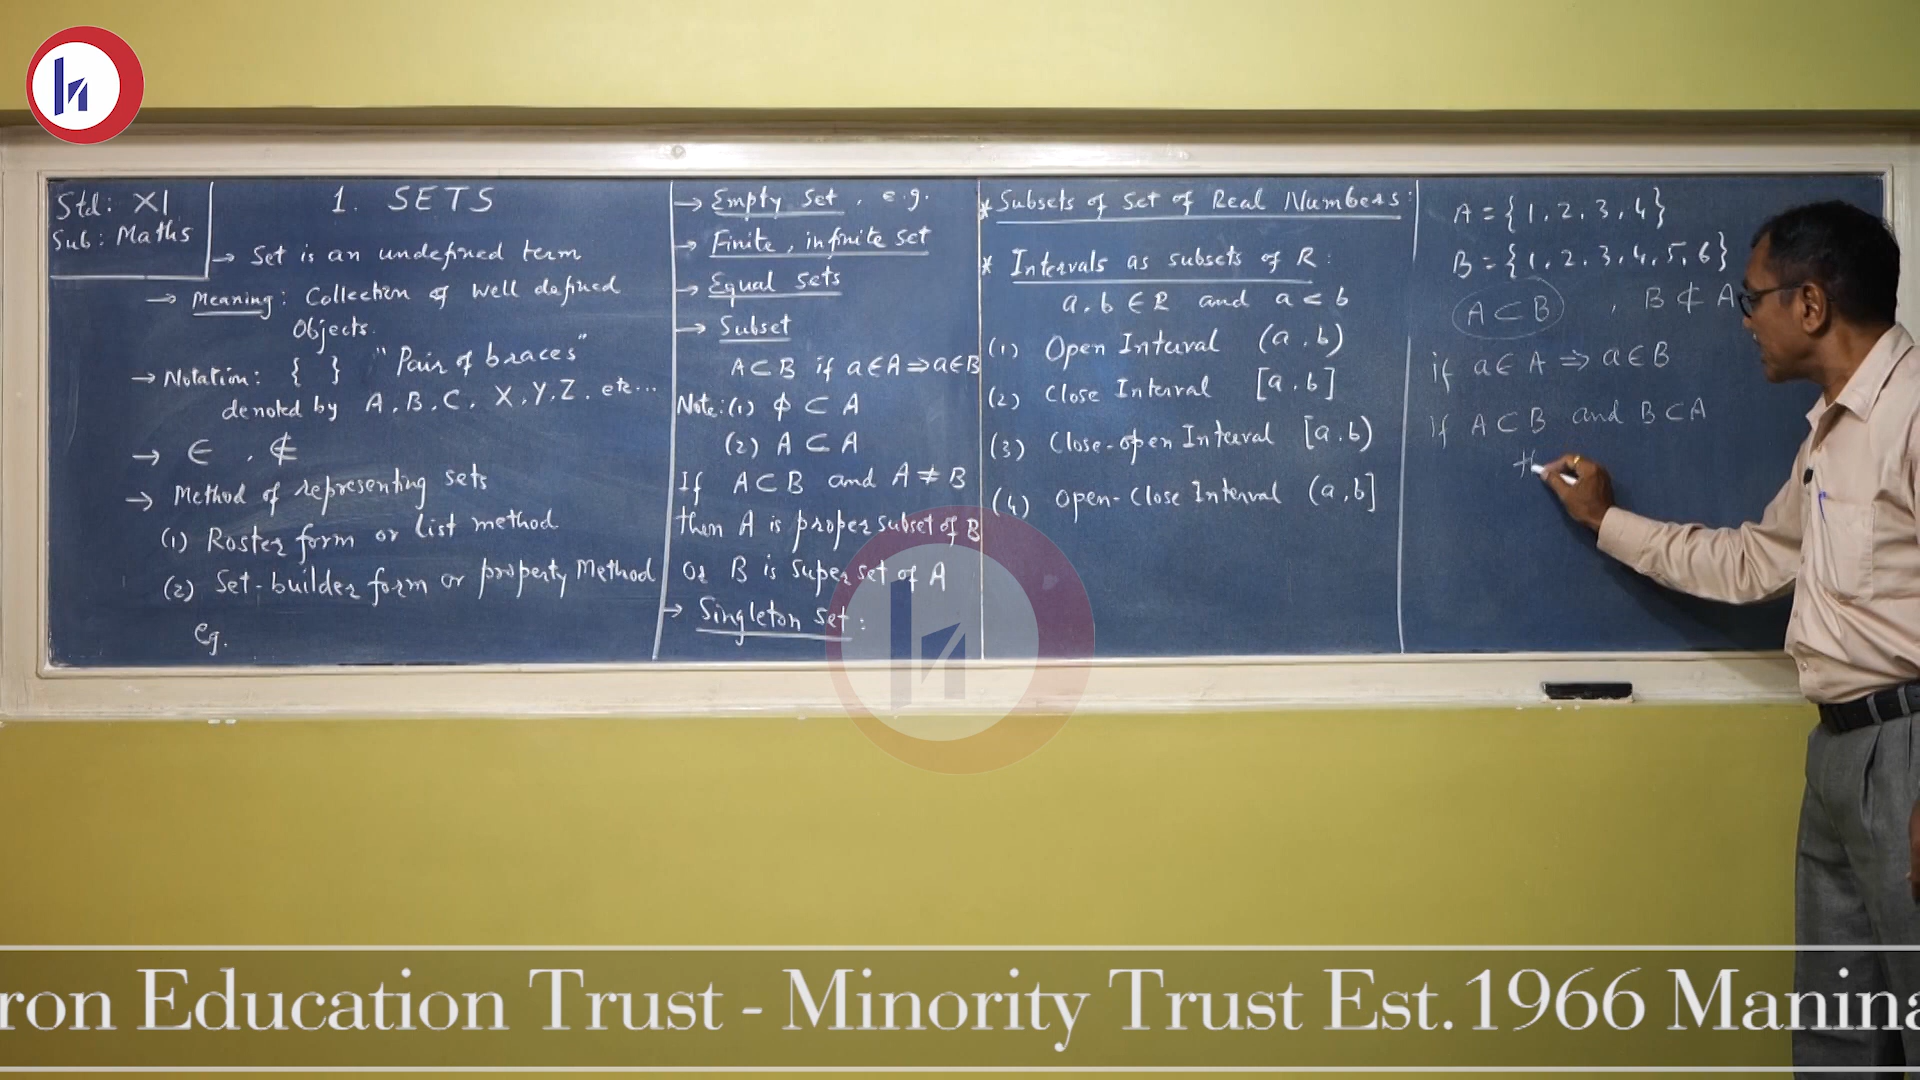 Std: XI
Sub: Maths
1. SETS
→ Set is an undefined term
→ Meaning: Collection of well defined
Objects.
→ Notation: { } "Pair of braces"
denoted by A, B, C, X, Y, Z, etc...
→ ∈ , ∉
→ Method of representing sets
(1) Roster form or List method
(2) Set-builder form or property Method
eg.
→ Empty Set, e.g.
→ Finite, infinite set
→ Equal sets
→ Subset
A⊂B if a∈A⇒a∈B
Note: (1) ϕ ⊂ A
(2) A ⊂ A
If A⊂B and A≠B
then A is proper subset of B
or B is super set of A
→ Singleton set:
* Subsets of Set of Real Numbers:
* Intervals as subsets of R:
a, b ∈ R and a < b
(1) Open Interval (a, b)
(2) Close Interval [a, b]
(3) Close-open Interval [a, b)
(4) Open-Close Interval (a, b]
A = {1, 2, 3, 4}
B = {1, 2, 3, 4, 5, 6}
A⊂B , B⊄A
if a∈A ⇒ a∈B
if A⊂B and B⊂A
ron Education Trust - Minority Trust Est.1966 Manina